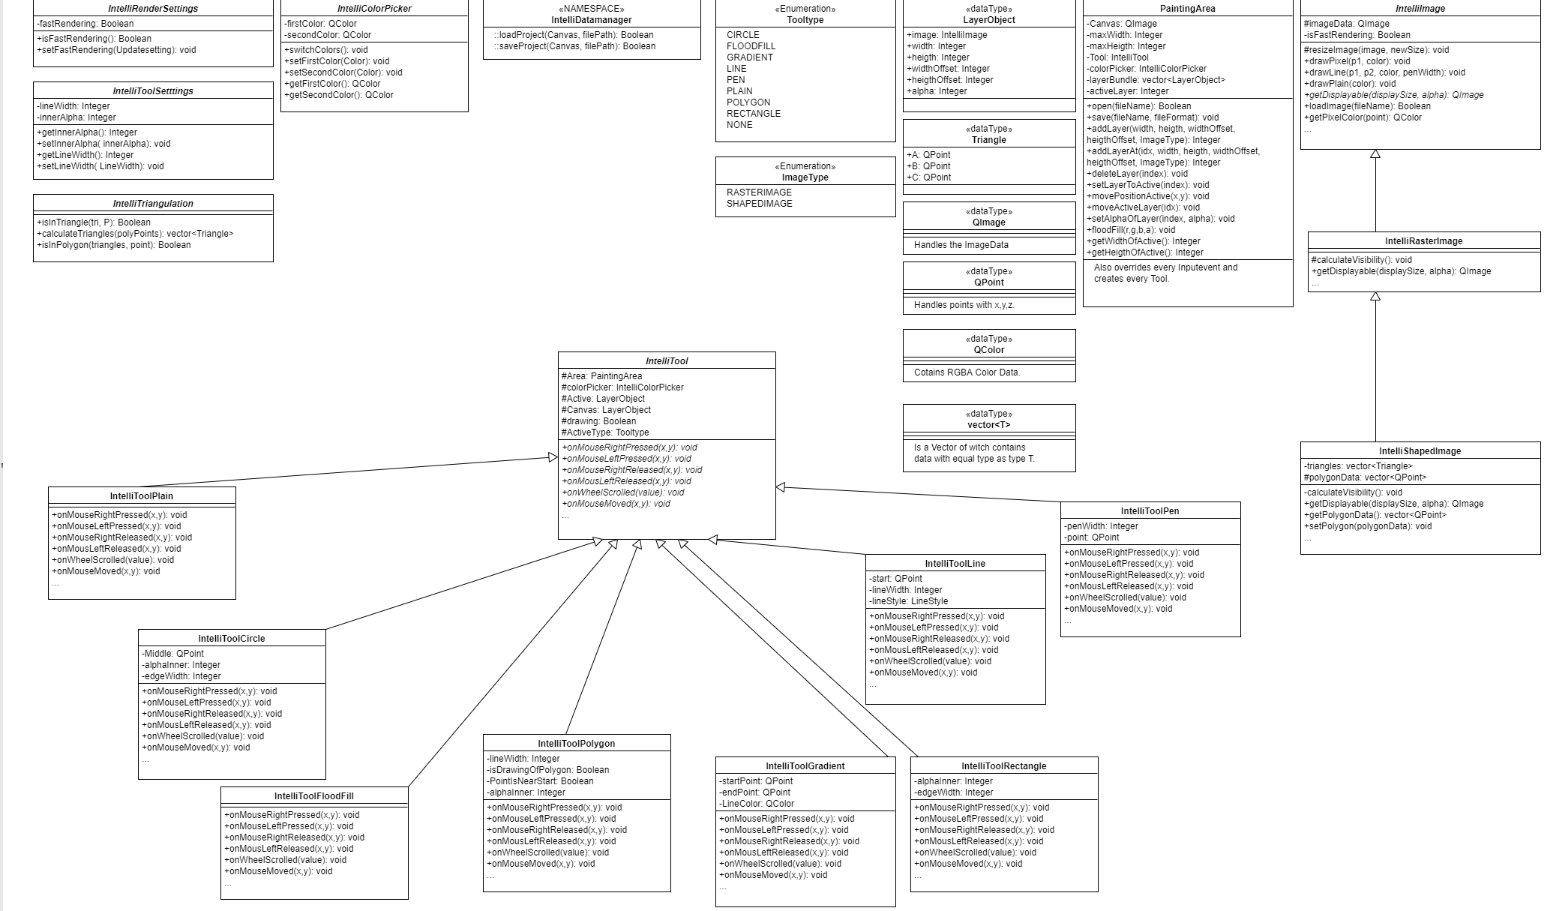 IntelliRenderSettings
-fastRendering: Boolean
+isFastRendering(): Boolean
+setFastRendering(Updatesetting): void
IntelliToolSetttings
-lineWidth: Integer
-innerAlpha: Integer
+getInnerAlpha(): Integer
+setInnerAlpha( innerAlpha): void
+getLineWidth(): Integer
+setLineWidth( LineWidth): void
IntelliTriangulation
+isInTriangle(tri, P): Boolean
+calculateTriangles(polyPoints): vector<Triangle>
+isInPolygon(triangles, point): Boolean
IntelliColorPicker
-firstColor: QColor
-secondColor: QColor
+switchColors(): void
+setFirstColor(Color): void
+setSecondColor(Color): void
+getFirstColor(): QColor
+getSecondColor(): QColor
«NAMESPACE»
IntelliDatamanager
::loadProject(Canvas, filePath): Boolean
::saveProject(Canvas, filePath): Boolean
«Enumeration»
Tooltype
CIRCLE
FLOODFILL
GRADIENT
LINE
PEN
PLAIN
POLYGON
RECTANGLE
NONE
«Enumeration»
ImageType
RASTERIMAGE
SHAPEDIMAGE
«dataType»
LayerObject
+image: IntelliImage
+width: Integer
+heigth: Integer
+widthOffset: Integer
+heigthOffset: Integer
+alpha: Integer
«dataType»
Triangle
+A: QPoint
+B: QPoint
+C: QPoint
«dataType»
QImage
Handles the ImageData
«dataType»
QPoint
Handles points with x,y,z.
«dataType»
QColor
Cotains RGBA Color Data.
«dataType»
vector<T>
Is a Vector of witch contains
data with equal type as type T.
PaintingArea
-Canvas: QImage
-maxWidth: Integer
-maxHeigth: Integer
-Tool: IntelliTool
-colorPicker: IntelliColorPicker
-layerBundle: vector<LayerObject>
-activeLayer: Integer
+open(fileName): Boolean
+save(fileName, fileFormat): void
+addLayer(width, heigth, widthOffset,
heigthOffset, ImageType): Integer
+addLayerAt(idx, width, heigth, widthOffset,
heigthOffset, ImageType): Integer
+deleteLayer(index): void
+setLayerToActive(index): void
+movePositionActive(x,y): void
+moveActiveLayer(idx): void
+setAlphaOfLayer(index, alpha): void
+floodFill(r,g,b,a): void
+getWidthOfActive(): Integer
+getHeigthOfActive(): Integer
Also overrides every Inputevent and
creates every Tool.
IntelliImage
#imageData: QImage
-isFastRendering: Boolean
#resizeImage(image, newSize): void
+drawPixel(p1, color): void
+drawLine(p1, p2, color, penWidth): void
+drawPlain(color): void
+getDisplayable(displaySize, alpha): QImage
+loadImage(fileName): Boolean
+getPixelColor(point): QColor
...
IntelliRasterImage
#calculateVisibility(): void
+getDisplayable(displaySize, alpha): QImage
...
IntelliShapedImage
-triangles: vector<Triangle>
#polygonData: vector<QPoint>
-calculateVisibility(): void
+getDisplayable(displaySize, alpha): QImage
+getPolygonData(): vector<QPoint>
+setPolygon(polygonData): void
...
IntelliTool
#Area: PaintingArea
#colorPicker: IntelliColorPicker
#Active: LayerObject
#Canvas: LayerObject
#drawing: Boolean
#ActiveType: Tooltype
+onMouseRightPressed(x,y): void
+onMouseLeftPressed(x,y): void
+onMouseRightReleased(x,y): void
+onMousLeftReleased(x,y): void
+onWheelScrolled(value): void
+onMouseMoved(x,y): void
...
IntelliToolPlain
+onMouseRightPressed(x,y): void
+onMouseLeftPressed(x,y): void
+onMouseRightReleased(x,y): void
+onMousLeftReleased(x,y): void
+onWheelScrolled(value): void
+onMouseMoved(x,y): void
...
IntelliToolPen
-penWidth: Integer
-point: QPoint
+onMouseRightPressed(x,y): void
+onMouseLeftPressed(x,y): void
+onMouseRightReleased(x,y): void
+onMousLeftReleased(x,y): void
+onWheelScrolled(value): void
+onMouseMoved(x,y): void
...
IntelliToolLine
-start: QPoint
-lineWidth: Integer
-lineStyle: LineStyle
+onMouseRightPressed(x,y): void
+onMouseLeftPressed(x,y): void
+onMouseRightReleased(x,y): void
+onMousLeftReleased(x,y): void
+onWheelScrolled(value): void
+onMouseMoved(x,y): void
...
IntelliToolCircle
-Middle: QPoint
-alphaInner: Integer
-edgeWidth: Integer
+onMouseRightPressed(x,y): void
+onMouseLeftPressed(x,y): void
+onMouseRightReleased(x,y): void
+onMousLeftReleased(x,y): void
+onWheelScrolled(value): void
+onMouseMoved(x,y): void
...
IntelliToolFloodFill
+onMouseRightPressed(x,y): void
+onMouseLeftPressed(x,y): void
+onMouseRightReleased(x,y): void
+onMousLeftReleased(x,y): void
+onWheelScrolled(value): void
+onMouseMoved(x,y): void
...
IntelliToolPolygon
-lineWidth: Integer
-isDrawingOfPolygon: Boolean
-PointIsNearStart: Boolean
-alphaInner: Integer
+onMouseRightPressed(x,y): void
+onMouseLeftPressed(x,y): void
+onMouseRightReleased(x,y): void
+onMousLeftReleased(x,y): void
+onWheelScrolled(value): void
+onMouseMoved(x,y): void
...
IntelliToolGradient
-startPoint: QPoint
-endPoint: QPoint
-LineColor: QColor
+onMouseRightPressed(x,y): void
+onMouseLeftPressed(x,y): void
+onMouseRightReleased(x,y): void
+onMousLeftReleased(x,y): void
+onWheelScrolled(value): void
+onMouseMoved(x,y): void
...
IntelliToolRectangle
-alphaInner: Integer
-edgeWidth: Integer
+onMouseRightPressed(x,y): void
+onMouseLeftPressed(x,y): void
+onMouseRightReleased(x,y): void
+onMousLeftReleased(x,y): void
+onWheelScrolled(value): void
+onMouseMoved(x,y): void
...